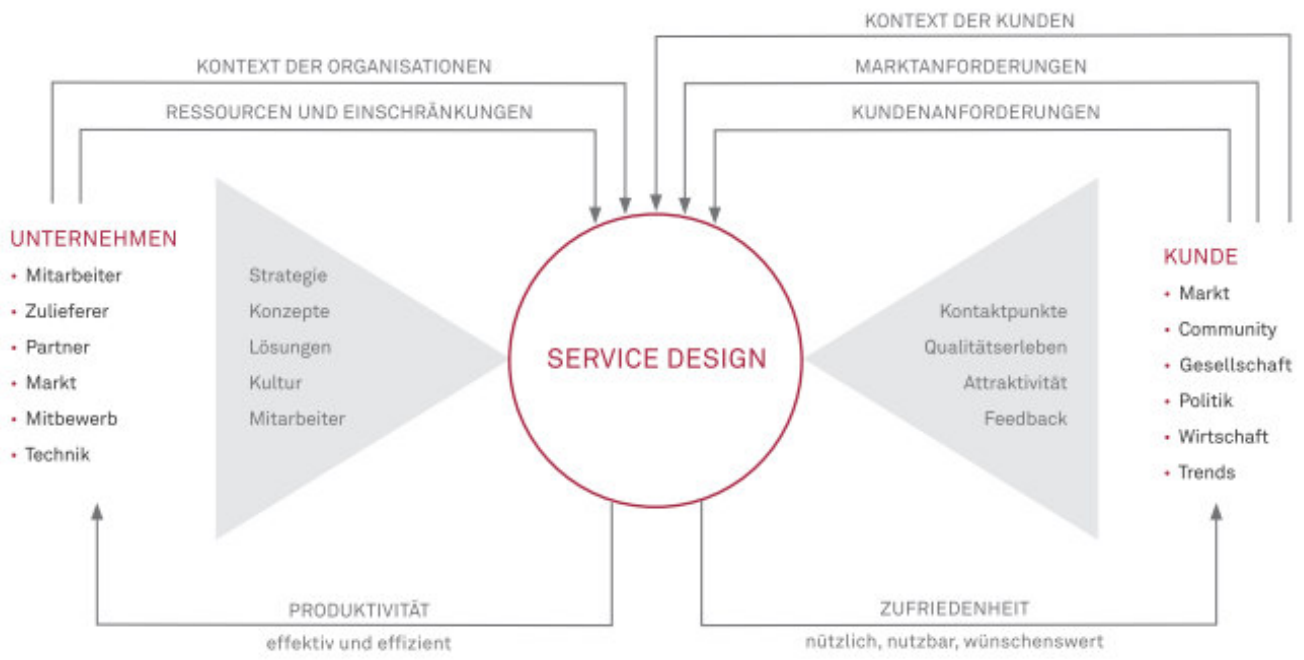 KONTEXT DER KUNDEN
KONTEXT DER ORGANISATIONEN
MARKTANFORDERUNGEN
RESSOURCEN UND EINSCHRÄNKUNGEN
KUNDENANFORDERUNGEN
UNTERNEHMEN
• Mitarbeiter
• Zulieferer
• Partner
• Markt
• Mitbewerb
• Technik
Strategie
Konzepte
Lösungen
Kultur
Mitarbeiter
SERVICE DESIGN
Kontaktpunkte
Qualitätserleben
Attraktivität
Feedback
KUNDE
• Markt
• Community
• Gesellschaft
• Politik
• Wirtschaft
• Trends
PRODUKTIVITÄT
effektiv und effizient
ZUFRIEDENHEIT
nützlich, nutzbar, wünschenswert